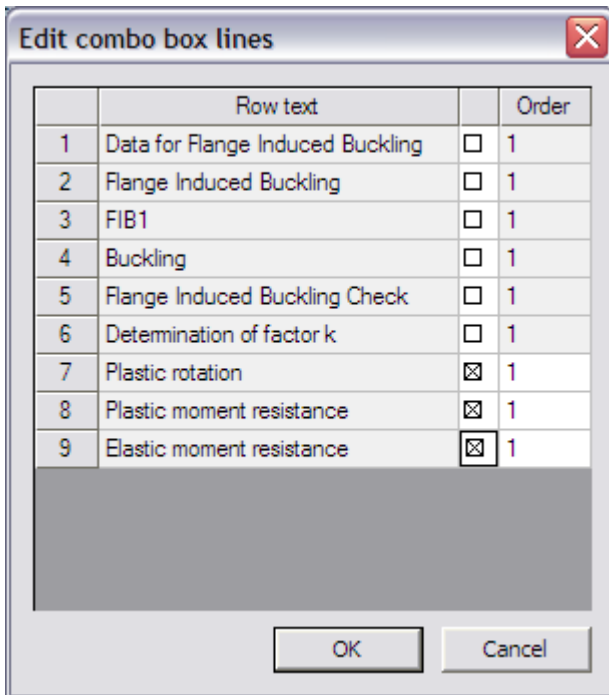 Edit combo box lines
Row text Order
1 Data for Flange Induced Buckling 1
2 Flange Induced Buckling 1
3 FIB1 1
4 Buckling 1
5 Flange Induced Buckling Check 1
6 Determination of factor k 1
7 Plastic rotation 1
8 Plastic moment resistance 1
9 Elastic moment resistance 1
OK Cancel